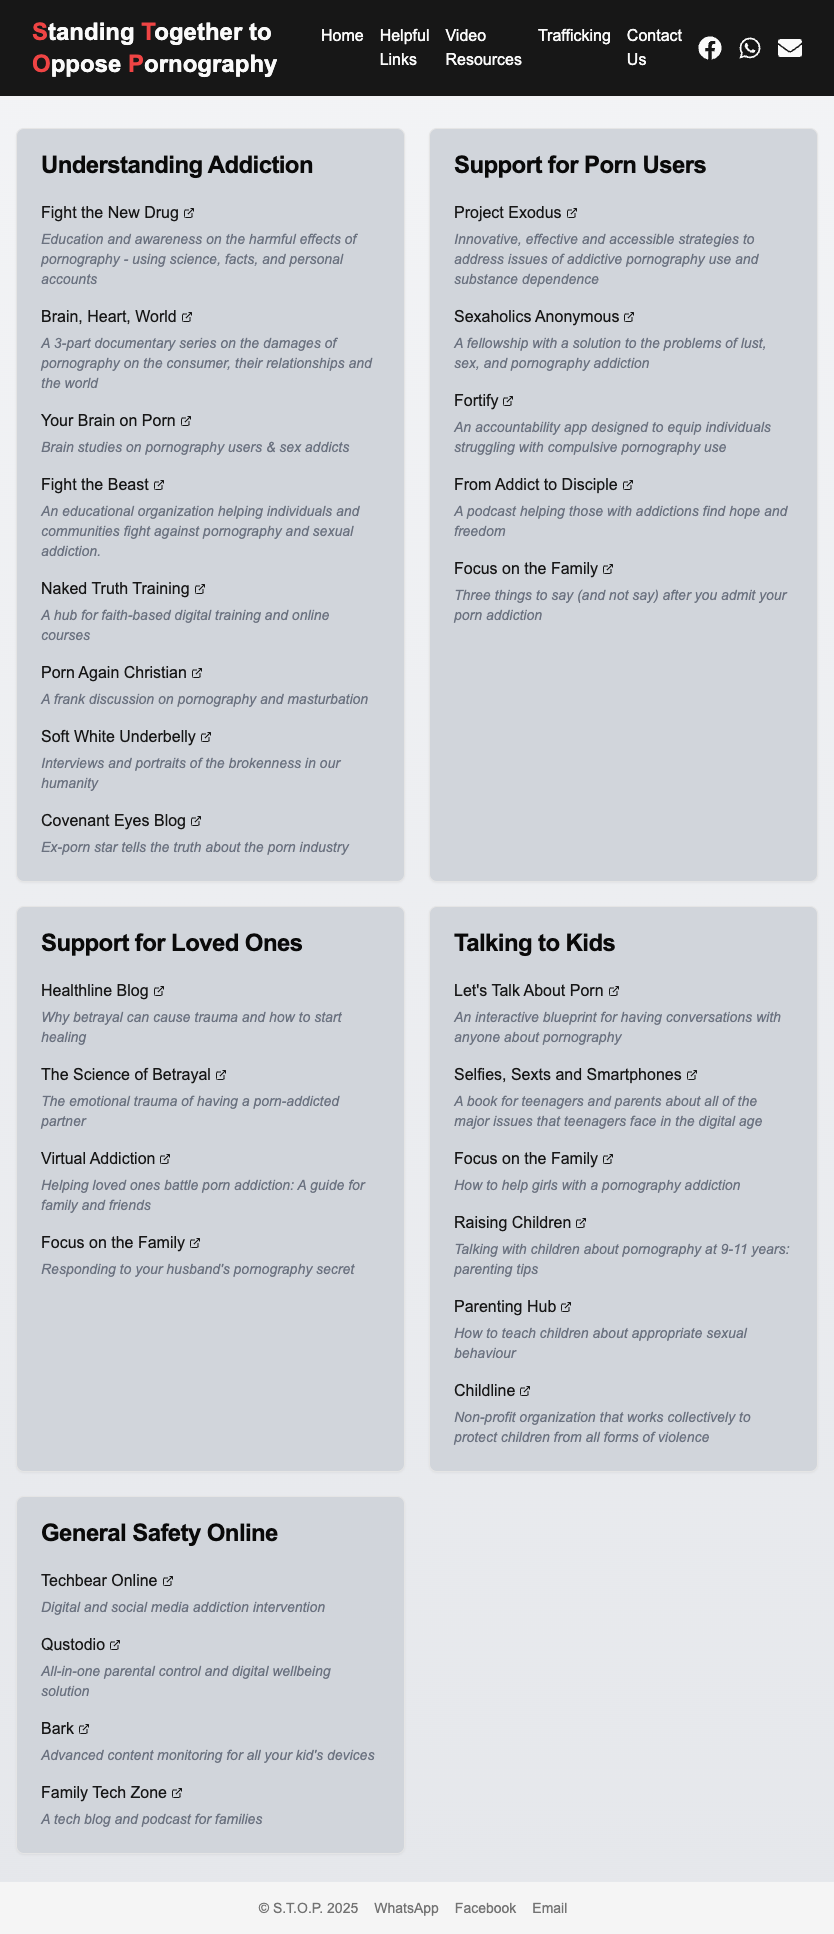 Standing Together to
Oppose Pornography
Home
Helpful
Links
Video
Resources
Trafficking
Contact
Us
Understanding Addiction
Fight the New Drug
Education and awareness on the harmful effects of
pornography - using science, facts, and personal
accounts
Brain, Heart, World
A 3-part documentary series on the damages of
pornography on the consumer, their relationships and
the world
Your Brain on Porn
Brain studies on pornography users & sex addicts
Fight the Beast
An educational organization helping individuals and
communities fight against pornography and sexual
addiction.
Naked Truth Training
A hub for faith-based digital training and online
courses
Porn Again Christian
A frank discussion on pornography and masturbation
Soft White Underbelly
Interviews and portraits of the brokenness in our
humanity
Covenant Eyes Blog
Ex-porn star tells the truth about the porn industry
Support for Porn Users
Project Exodus
Innovative, effective and accessible strategies to
address issues of addictive pornography use and
substance dependence
Sexaholics Anonymous
A fellowship with a solution to the problems of lust,
sex, and pornography addiction
Fortify
An accountability app designed to equip individuals
struggling with compulsive pornography use
From Addict to Disciple
A podcast helping those with addictions find hope and
freedom
Focus on the Family
Three things to say (and not say) after you admit your
porn addiction
Support for Loved Ones
Healthline Blog
Why betrayal can cause trauma and how to start
healing
The Science of Betrayal
The emotional trauma of having a porn-addicted
partner
Virtual Addiction
Helping loved ones battle porn addiction: A guide for
family and friends
Focus on the Family
Responding to your husband's pornography secret
Talking to Kids
Let's Talk About Porn
An interactive blueprint for having conversations with
anyone about pornography
Selfies, Sexts and Smartphones
A book for teenagers and parents about all of the
major issues that teenagers face in the digital age
Focus on the Family
How to help girls with a pornography addiction
Raising Children
Talking with children about pornography at 9-11 years:
parenting tips
Parenting Hub
How to teach children about appropriate sexual
behaviour
Childline
Non-profit organization that works collectively to
protect children from all forms of violence
General Safety Online
Techbear Online
Digital and social media addiction intervention
Qustodio
All-in-one parental control and digital wellbeing
solution
Bark
Advanced content monitoring for all your kid's devices
Family Tech Zone
A tech blog and podcast for families
© S.T.O.P. 2025 WhatsApp Facebook Email